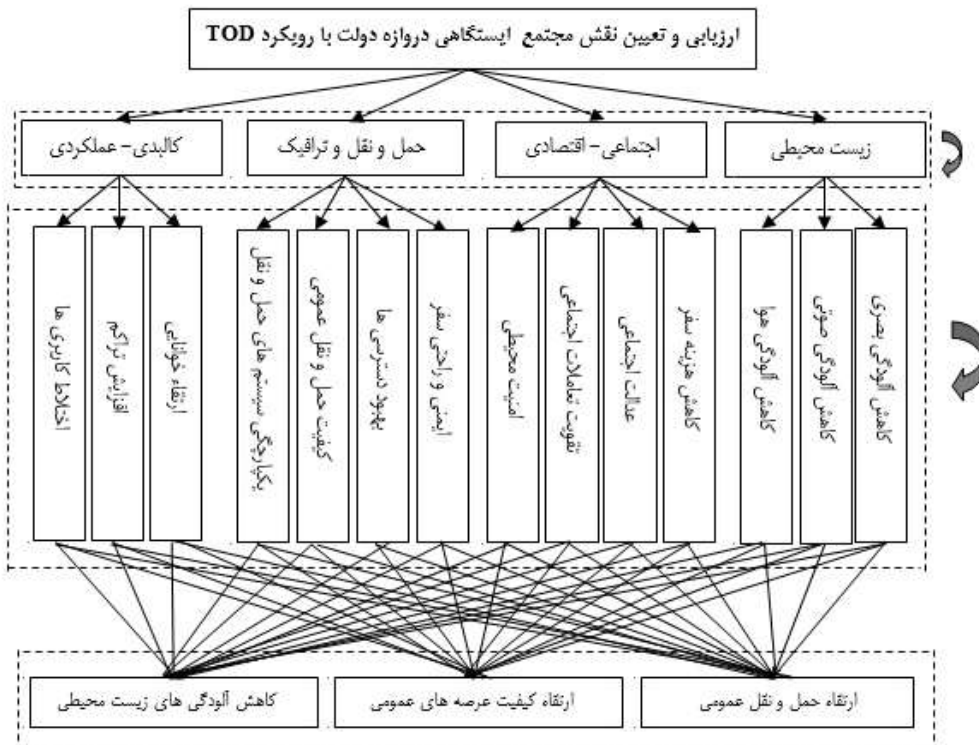 ارزیابی و تعیین نقش مجتمع ایستگاهی دروازه دولت با رویکرد TOD
زیست محیطی
اجتماعی- اقتصادی
حمل و نقل و ترافیک
کالبدی- عملکردی
کاهش آلودگی بصری
کاهش آلودگی صوتی
کاهش آلودگی هوا
کاهش هزینه سفر
عدالت اجتماعی
تقویت تعاملات اجتماعی
امنیت محیطی
ایمنی و راحتی سفر
بهبود دسترسی ها
کیفیت حمل و نقل عمومی
یکپارچگی سیستم های حمل و نقل
ارتقاء خوانایی
افزایش تراکم
اختلاط کاربری ها
ارتقاء حمل و نقل عمومی
ارتقاء کیفیت عرصه های عمومی
کاهش آلودگی های زیست محیطی